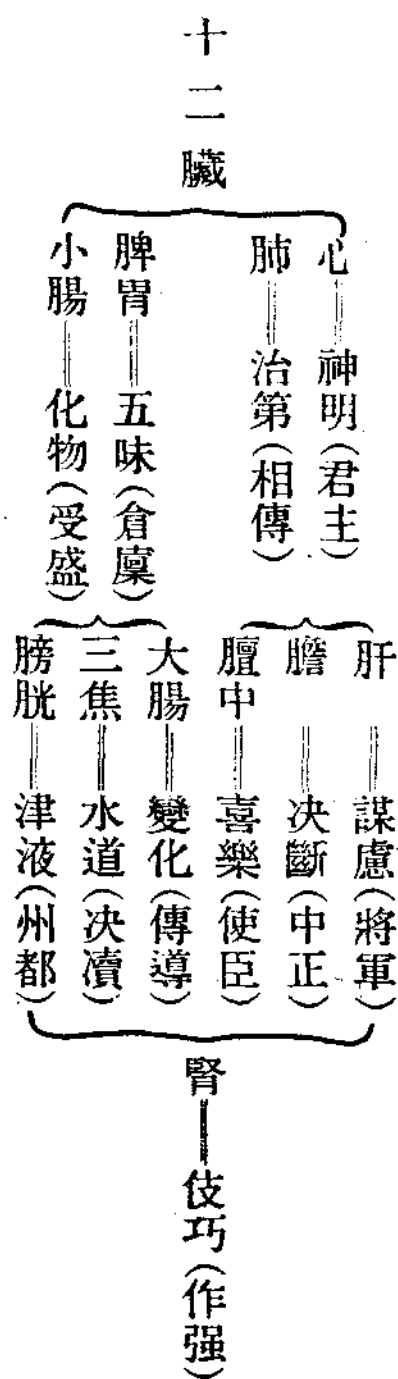 十二臟
心══神明(君主)
肺══治第(相傳)
脾胃══五味(倉廩)
小腸══化物(受盛)
肝══謀慮(將軍)
膽══決斷(中正)
膻中══喜樂(使臣)
大腸══變化(傳導)
三焦══水道(決瀆)
膀胱══津液(州都)
腎══伎巧(作强)